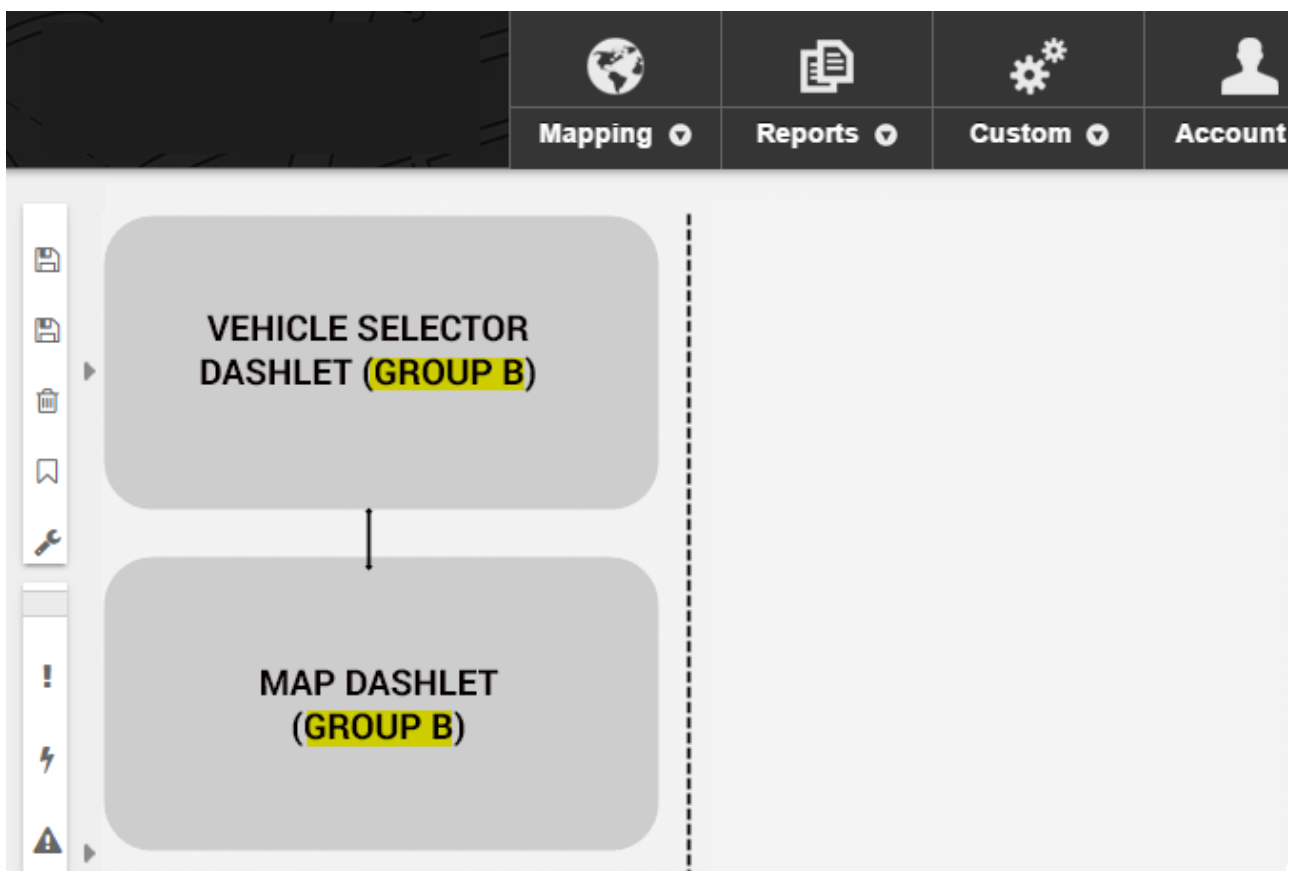 Mapping
Reports
Custom
Account
VEHICLE SELECTOR
DASHLET (GROUP B)
MAP DASHLET
(GROUP B)